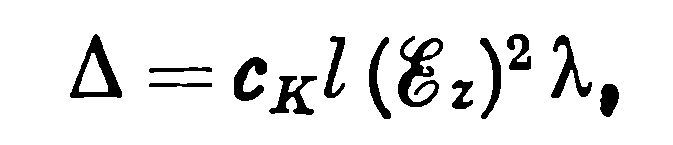 Δ = c_K l (ℰ_z)² λ,